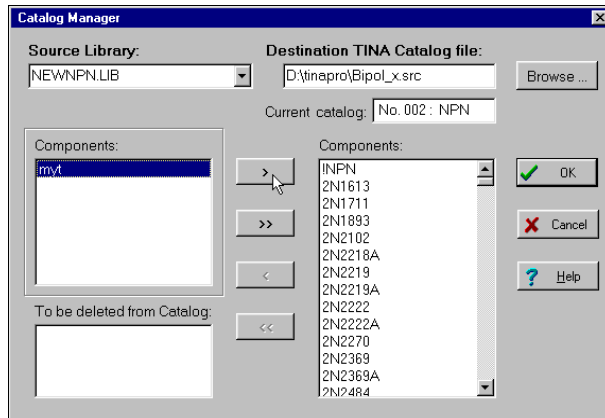 Catalog Manager
Source Library:
Destination TINA Catalog file:
NEWNPN.LIB
D:\tinapro\Bipol_x.src
Browse ...
Current catalog:
No. 002 : NPN
Components:
myt
>
>>
<
<<
To be deleted from Catalog:
Components:
!NPN
2N1613
2N1711
2N1893
2N2102
2N2218A
2N2219
2N2219A
2N2222
2N2222A
2N2270
2N2369
2N2369A
2N2484
OK
Cancel
Help